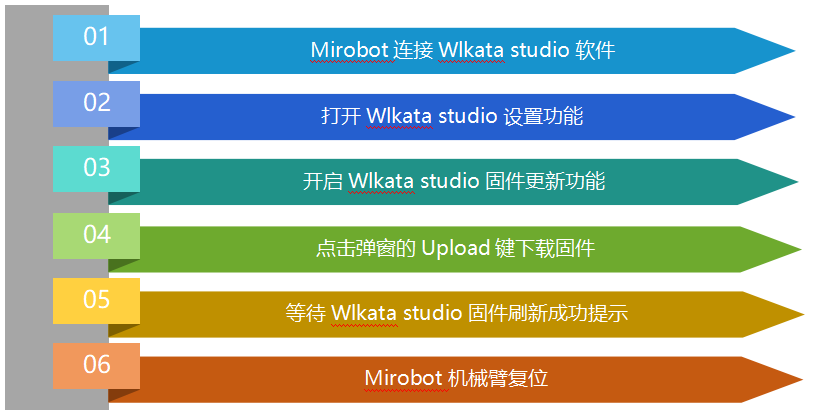 01
Mirobot 连接 Wlkata studio 软件
02
打开 Wlkata studio 设置功能
03
开启 Wlkata studio 固件更新功能
04
点击弹窗的 Upload 键下载固件
05
等待 Wlkata studio 固件刷新成功提示
06
Mirobot 机械臂复位